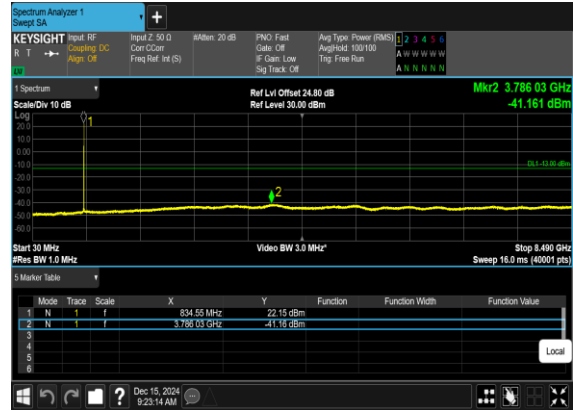 Spectrum Analyzer 1
Swept SA
+
KEYSIGHT Input: RF Input Z: 50 Ω #Atten: 20 dB PNO: Fast Avg Type: Power (RMS) 1 2 3 4 5 6
R T Coupling: DC Corr CCorr Gate: Off Avg|Hold: 100/100 A W W W W W
Align: Off Freq Ref: Int (S) IF Gain: Low Trig: Free Run
LXI Sig Track: Off A N N N N N
1 Spectrum Ref Lvl Offset 24.80 dB Mkr2 3.786 03 GHz
Scale/Div 10 dB Ref Level 30.00 dBm -41.161 dBm
Log
20.0
10.0
0.00
-10.0
-20.0
-30.0
-40.0
-50.0
-60.0
1
DL1 -13.00 dBm
2
Start 30 MHz Video BW 3.0 MHz* Stop 8.490 GHz
#Res BW 1.0 MHz Sweep 16.0 ms (40001 pts)
5 Marker Table
Mode Trace Scale X Y Function Function Width Function Value
1 N 1 f 834.55 MHz 22.15 dBm
2 N 1 f 3.786 03 GHz -41.16 dBm
3
4
5
6
Local
? Dec 15, 2024
9:23:14 AM